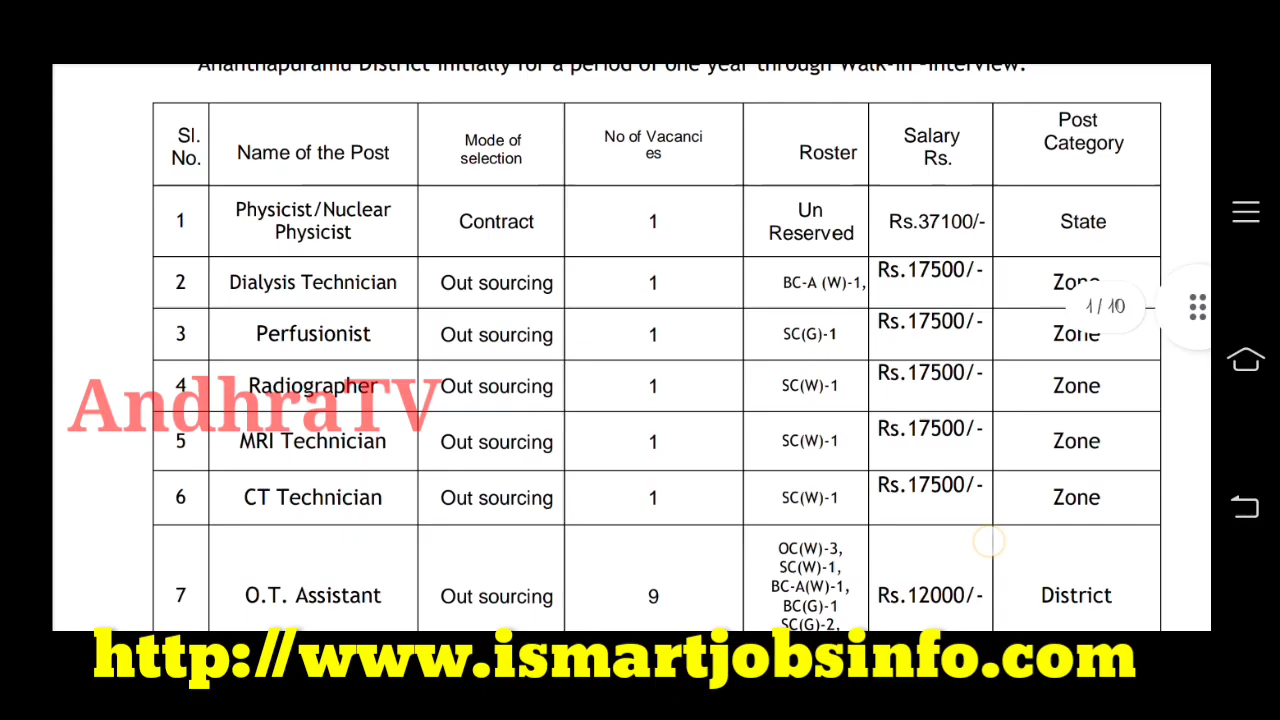 Ananthapuramu District initially for a period of one year through Walk-in -Interview.
Sl. No. Name of the Post Mode of selection No of Vacanci es Roster Salary Rs. Post Category
1 Physicist/Nuclear Physicist Contract 1 Un Reserved Rs.37100/- State
2 Dialysis Technician Out sourcing 1 BC-A (W)-1, Rs.17500/- Zone
1/10
3 Perfusionist Out sourcing 1 SC(G)-1 Rs.17500/- Zone
4 Radiographer Out sourcing 1 SC(W)-1 Rs.17500/- Zone
AndhraTV
5 MRI Technician Out sourcing 1 SC(W)-1 Rs.17500/- Zone
6 CT Technician Out sourcing 1 SC(W)-1 Rs.17500/- Zone
7 O.T. Assistant Out sourcing 9 OC(W)-3, SC(W)-1, BC-A(W)-1, BC(G)-1 SC(G)-2, Rs.12000/- District
http://www.ismartjobsinfo.com